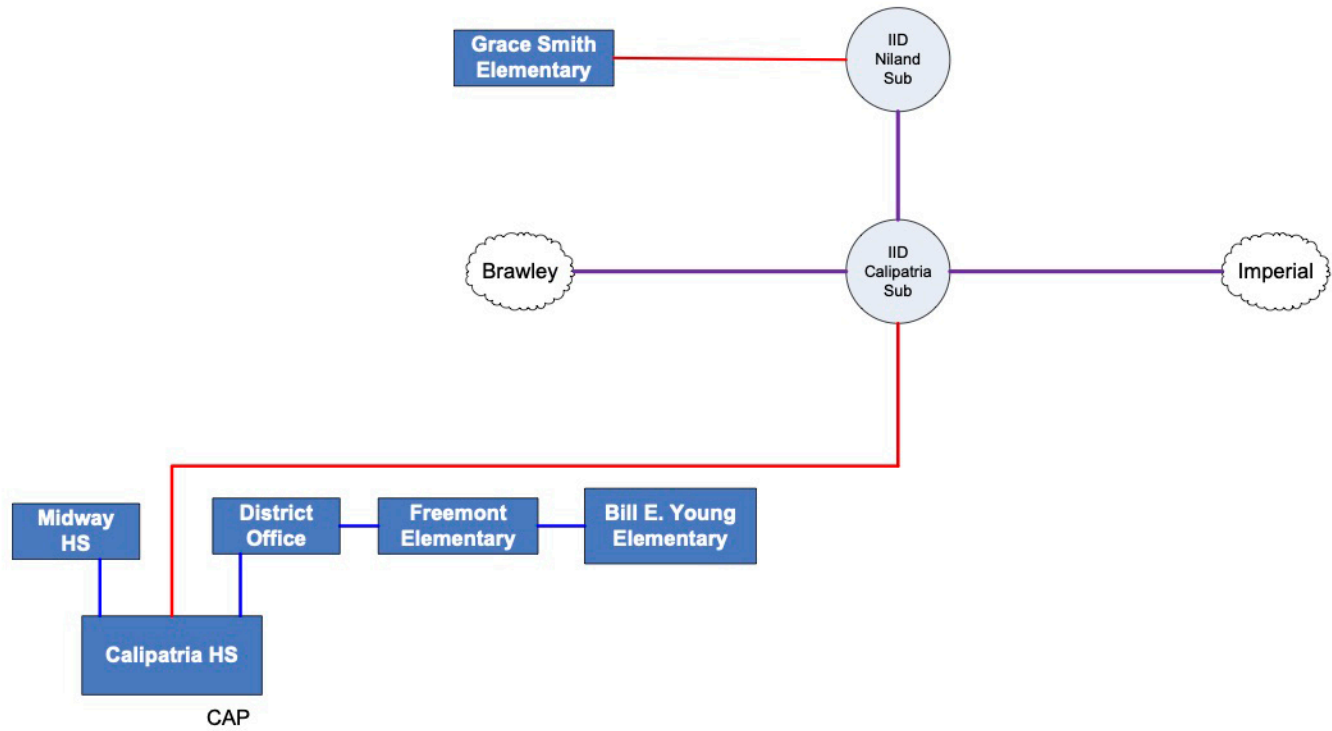 Grace Smith
Elementary
IID
Niland
Sub
Brawley
IID
Calipatria
Sub
Imperial
Midway
HS
District
Office
Freemont
Elementary
Bill E. Young
Elementary
Calipatria HS
CAP